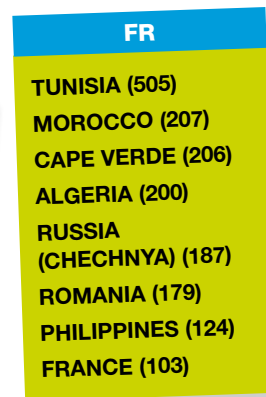 FR
TUNISIA (505)
MOROCCO (207)
CAPE VERDE (206)
ALGERIA (200)
RUSSIA
(CHECHNYA) (187)
ROMANIA (179)
PHILIPPINES (124)
FRANCE (103)